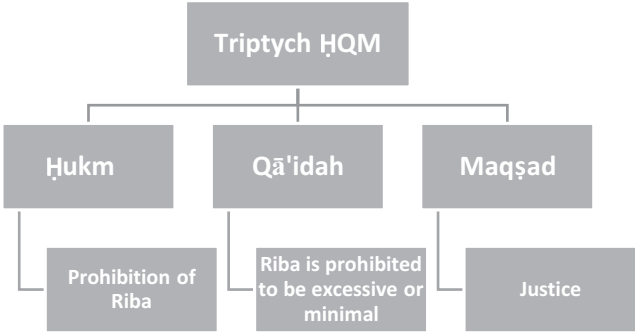 Triptych ḤQM
Ḥukm
Qā'idah
Maqṣad
Prohibition of
Riba
Riba is prohibited
to be excessive or
minimal
Justice